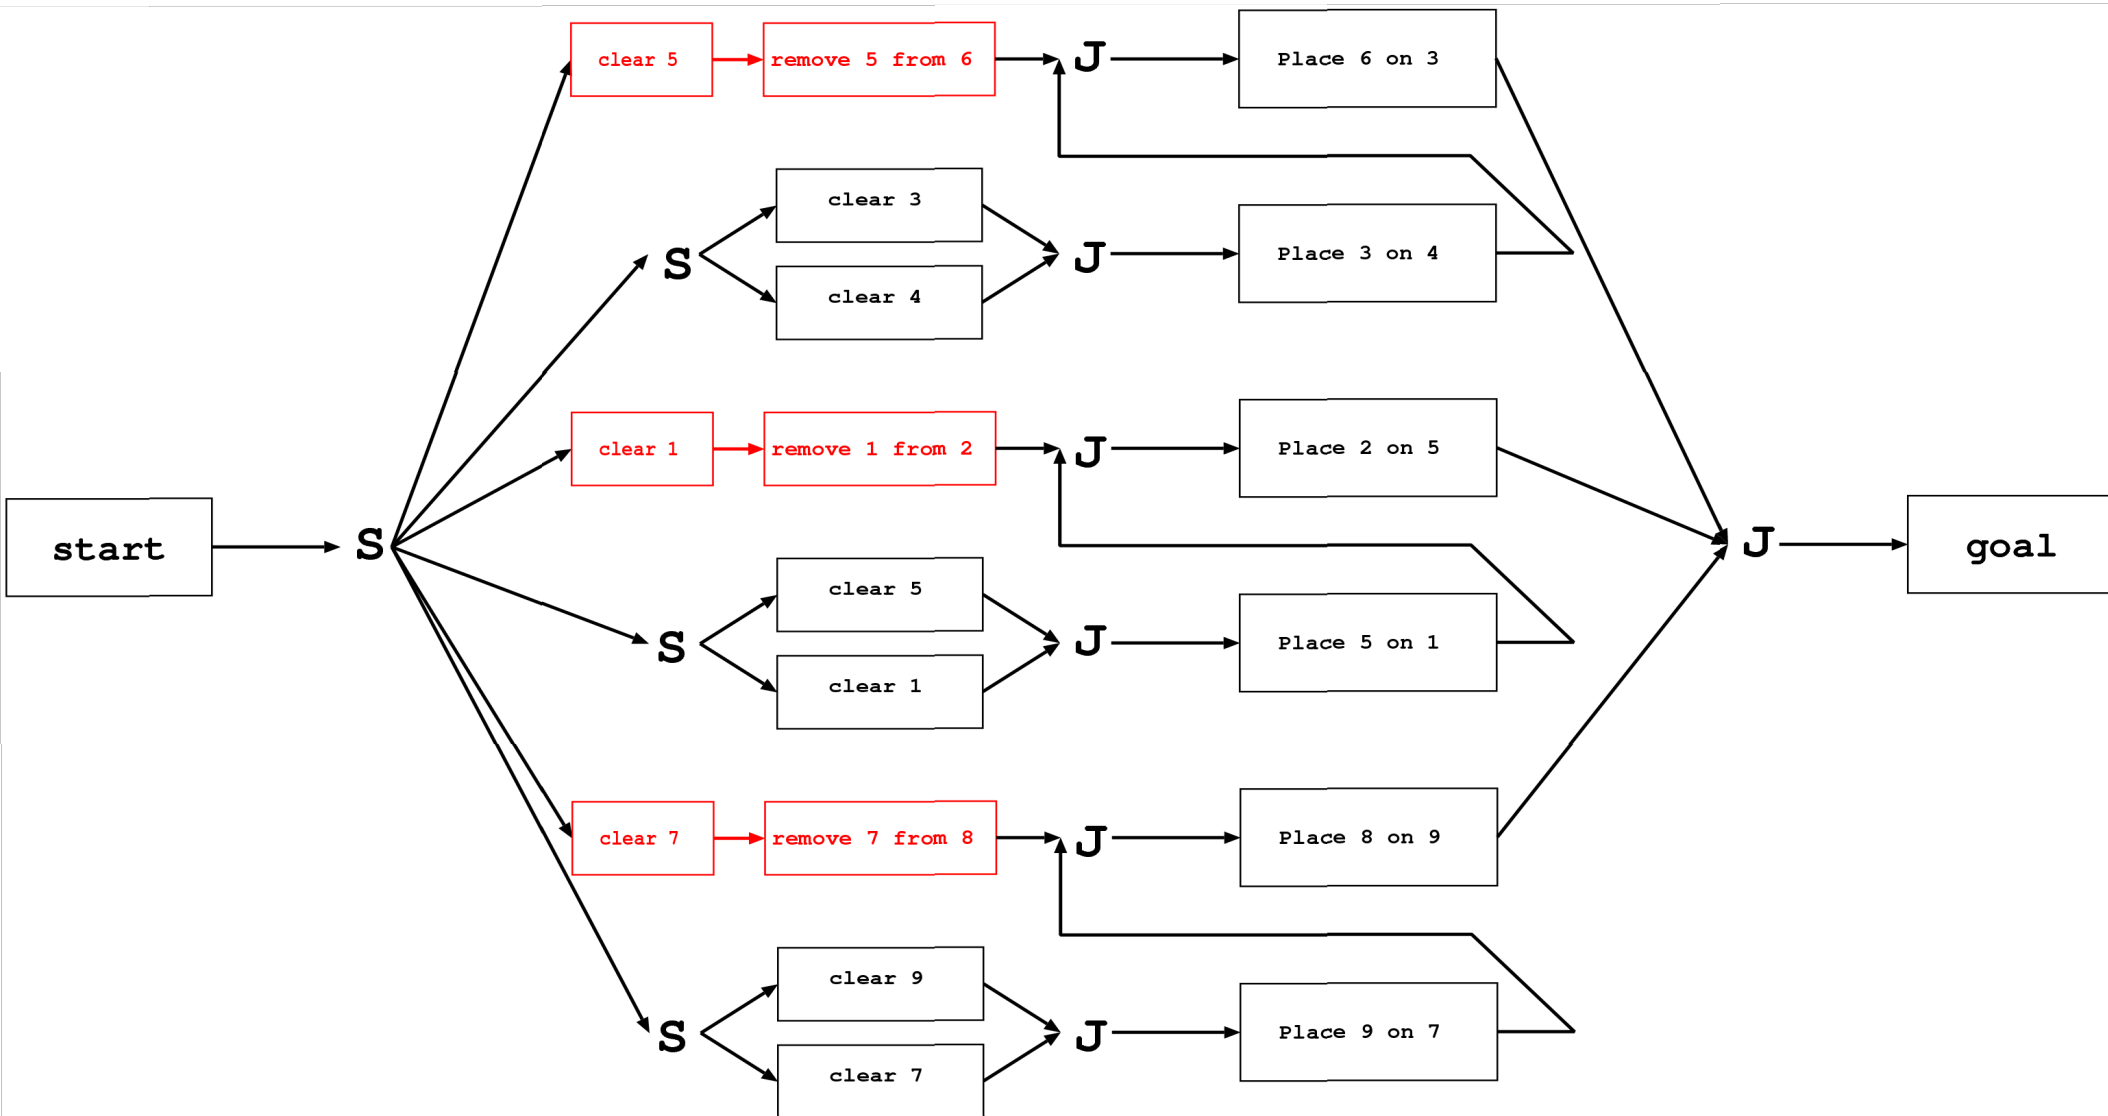 clear 5
remove 5 from 6
J
Place 6 on 3
clear 3
S
clear 4
J
Place 3 on 4
clear 1
remove 1 from 2
J
Place 2 on 5
start
S
clear 5
S
clear 1
J
Place 5 on 1
J
goal
clear 7
remove 7 from 8
J
Place 8 on 9
clear 9
S
clear 7
J
Place 9 on 7